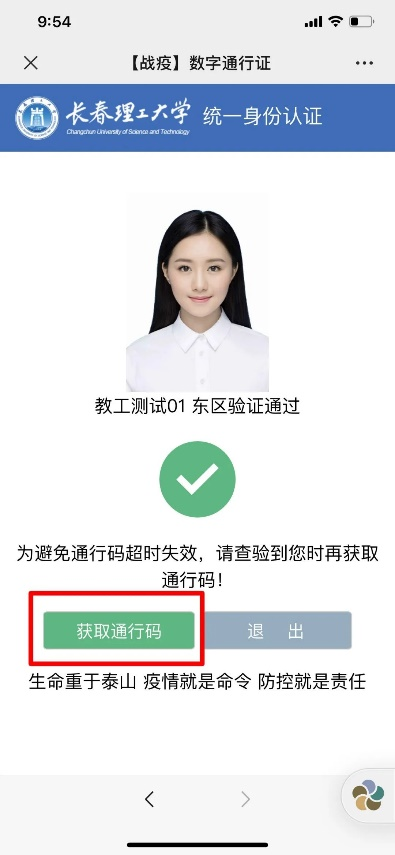 9:54
【战疫】数字通行证
长春理工大学 统一身份认证
Changchun University of Science and Technology
教工测试01 东区验证通过
为避免通行码超时失效，请查验到您时再获取
通行码！
获取通行码 退 出
生命重于泰山 疫情就是命令 防控就是责任